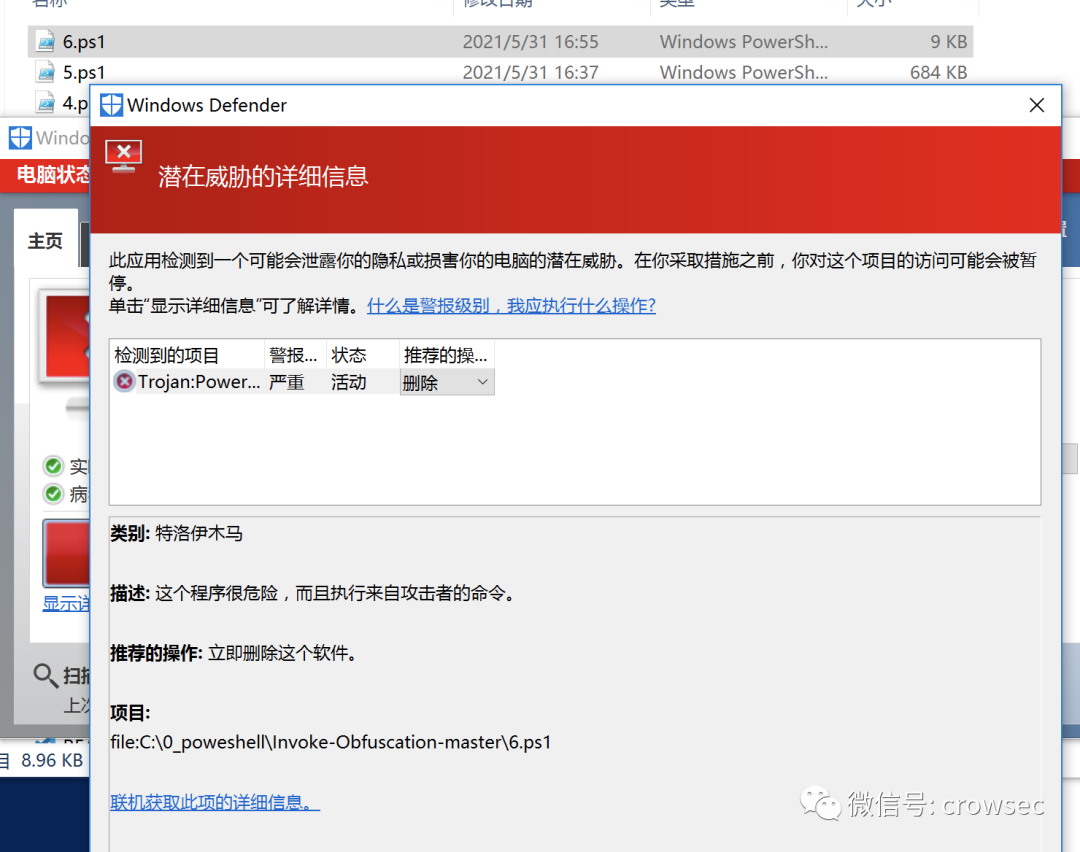 名称 修改日期 类型 大小
6.ps1 2021/5/31 16:55 Windows PowerSh... 9 KB
5.ps1 2021/5/31 16:37 Windows PowerSh... 684 KB
4.p
Windows Defender
Windo
电脑状态
潜在威胁的详细信息
主页
此应用检测到一个可能会泄露你的隐私或损害你的电脑的潜在威胁。在你采取措施之前，你对这个项目的访问可能会被暂
停。
单击“显示详细信息”可了解详情。什么是警报级别，我应执行什么操作?
检测到的项目 警报... 状态 推荐的操...
Trojan:Power... 严重 活动 删除
实
病
类别: 特洛伊木马
描述: 这个程序很危险，而且执行来自攻击者的命令。
显示详
推荐的操作: 立即删除这个软件。
扫描
上次
项目:
file:C:\0_poweshell\Invoke-Obfuscation-master\6.ps1
8.96 KB
联机获取此项的详细信息。
微信号: crowsec